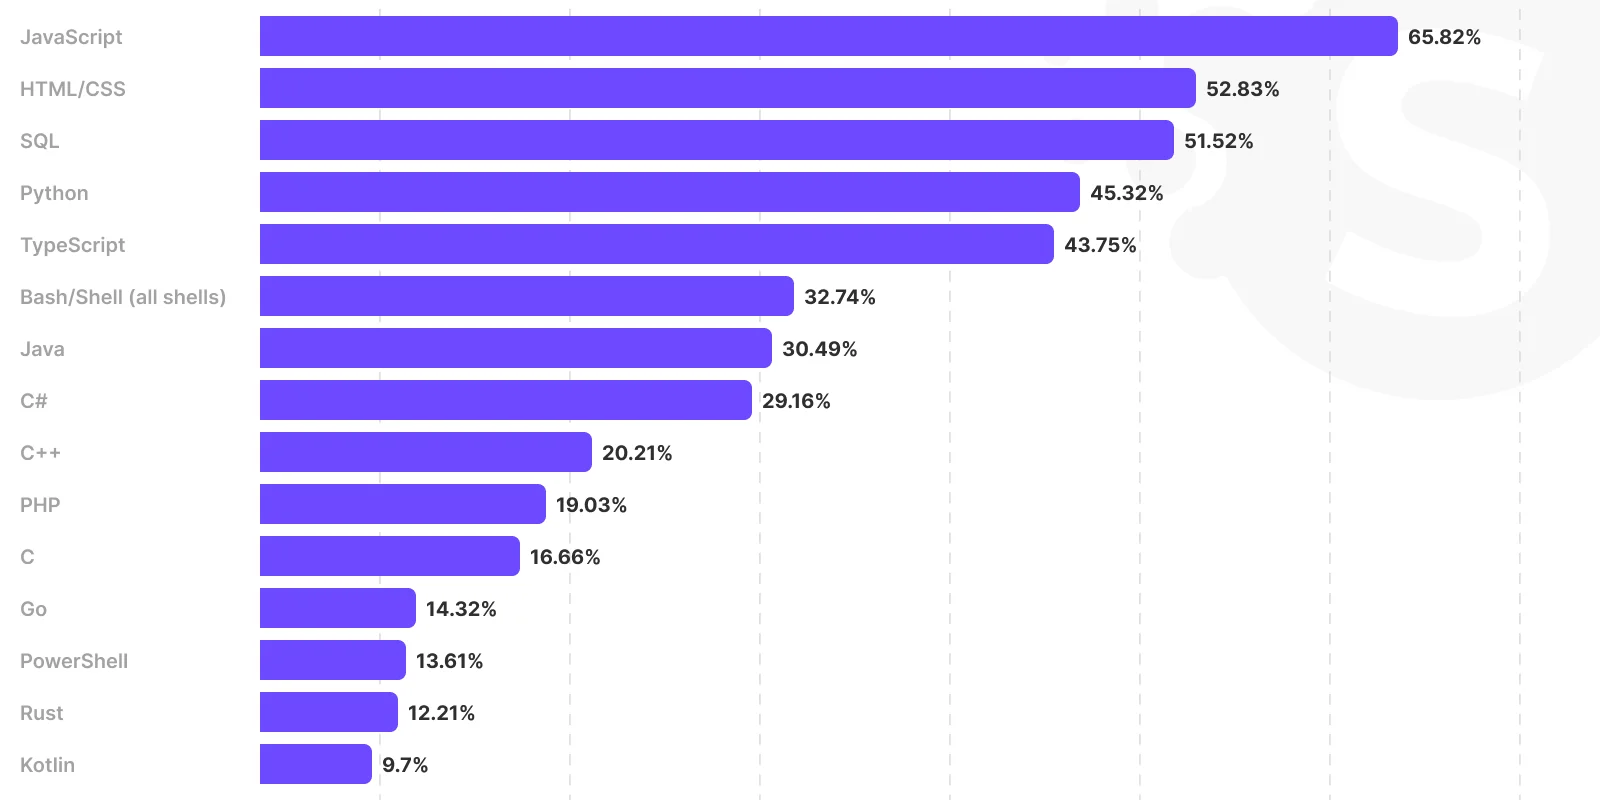 JavaScript 65.82%
HTML/CSS 52.83%
SQL 51.52%
Python 45.32%
TypeScript 43.75%
Bash/Shell (all shells) 32.74%
Java 30.49%
C# 29.16%
C++ 20.21%
PHP 19.03%
C 16.66%
Go 14.32%
PowerShell 13.61%
Rust 12.21%
Kotlin 9.7%